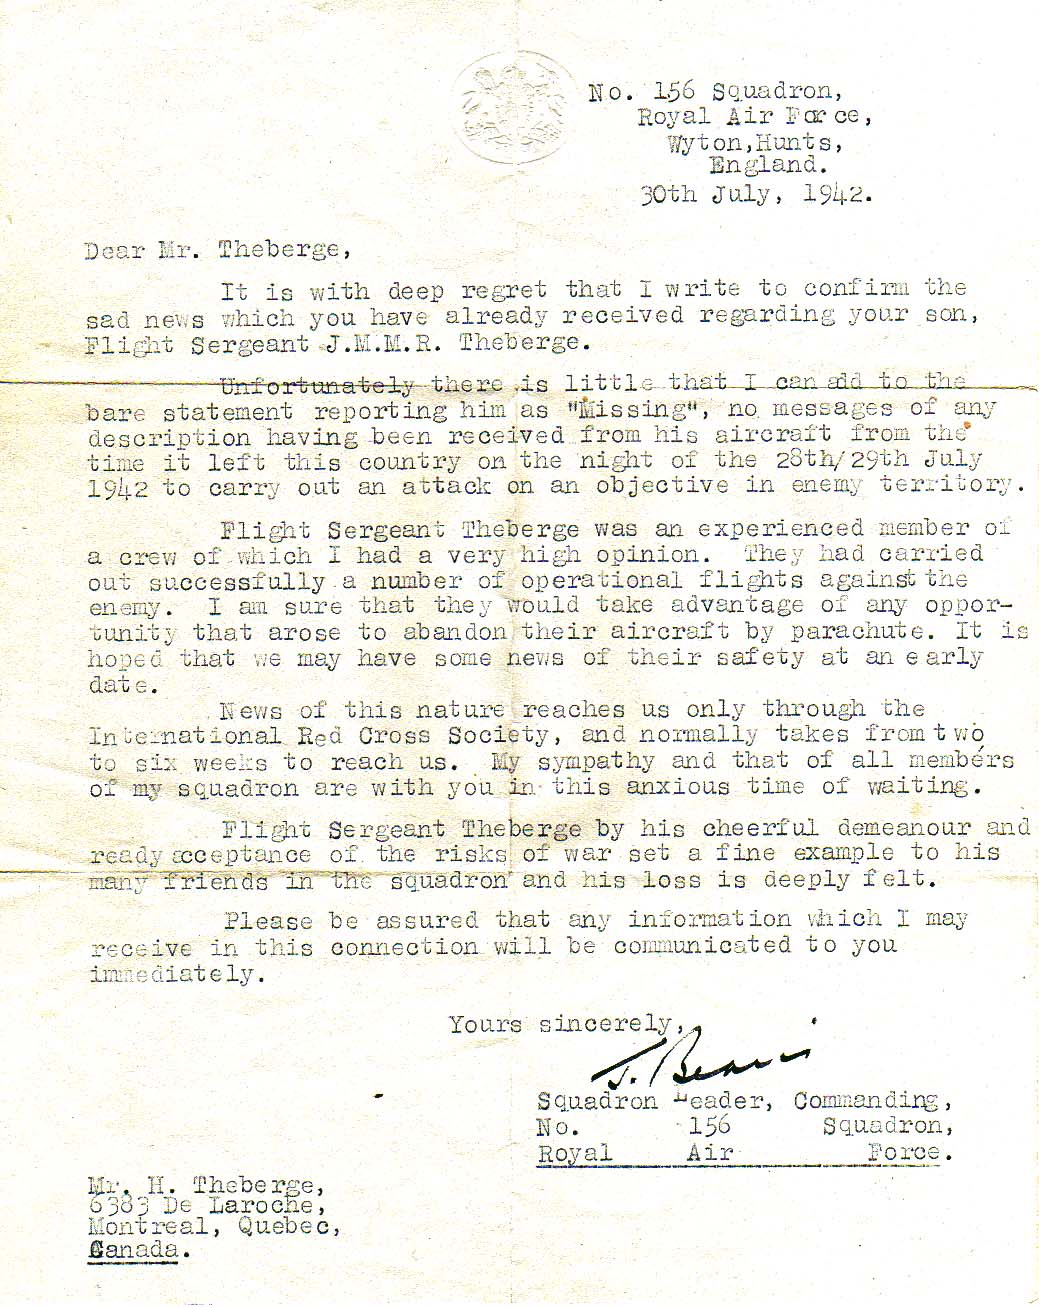 No. 156 Squadron,
Royal Air Force,
Wyton, Hunts,
England.
30th July, 1942.
Dear Mr. Theberge,
It is with deep regret that I write to confirm the
sad news which you have already received regarding your son,
Flight Sergeant J.M.M.R. Theberge.
Unfortunately there is little that I can add to the
bare statement reporting him as "Missing", no messages of any
description having been received from his aircraft from the
time it left this country on the night of the 28th/29th July
1942 to carry out an attack on an objective in enemy territory.
Flight Sergeant Theberge was an experienced member of
a crew of which I had a very high opinion. They had carried
out successfully a number of operational flights against the
enemy. I am sure that they would take advantage of any oppor-
tunity that arose to abandon their aircraft by parachute. It is
hoped that we may have some news of their safety at an early
date.
News of this nature reaches us only through the
International Red Cross Society, and normally takes from two
to six weeks to reach us. My sympathy and that of all members
of my squadron are with you in this anxious time of waiting.
Flight Sergeant Theberge by his cheerful demeanour and
ready acceptance of the risks of war set a fine example to his
many friends in the squadron and his loss is deeply felt.
Please be assured that any information which I may
receive in this connection will be communicated to you
immediately.
Yours sincerely,
Squadron Leader, Commanding,
No. 156 Squadron,
Royal Air Force.
Mr. H. Theberge,
6383 De Laroche,
Montreal, Quebec,
Canada.